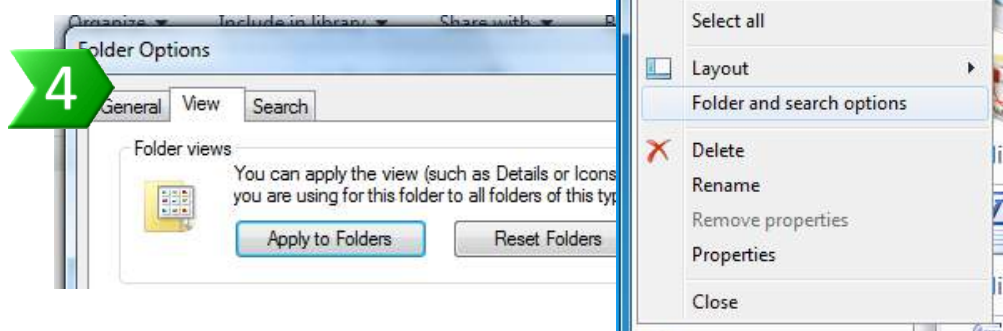 Organize Include in library Share with
Folder Options
4
General View Search
Folder views
You can apply the view (such as Details or Icons
you are using for this folder to all folders of this
Apply to Folders Reset Folders
Select all
Layout
Folder and search options
Delete
Rename
Remove properties
Properties
Close